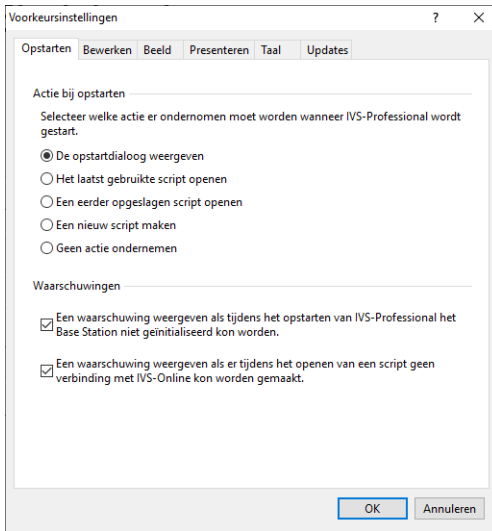 Voorkeursinstellingen
Opstarten Bewerken Beeld Presenteren Taal Updates
Actie bij opstarten
Selecteer welke actie er ondernomen moet worden wanneer IVS-Professional wordt
gestart.
De opstartdialoog weergeven
Het laatst gebruikte script openen
Een eerder opgeslagen script openen
Een nieuw script maken
Geen actie ondernemen
Waarschuwingen
Een waarschuwing weergeven als tijdens het opstarten van IVS-Professional het
Base Station niet geïnitialiseerd kon worden.
Een waarschuwing weergeven als er tijdens het openen van een script geen
verbinding met IVS-Online kon worden gemaakt.
OK Annuleren